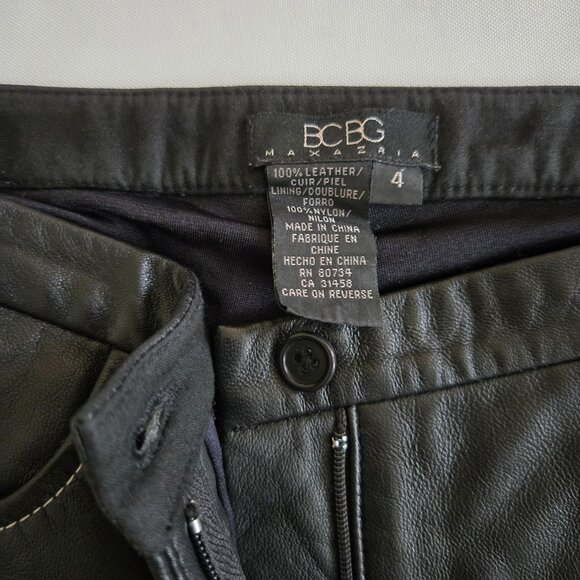 BCBG
MAXAZRIA
4
100% LEATHER/
CUIR/PIEL
LINING/DOUBLURE/
FORRO
100% NYLON/
NILON
MADE IN CHINA
FABRIQUE EN
CHINE
HECHO EN CHINA
RN 80734
CA 31458
CARE ON REVERSE